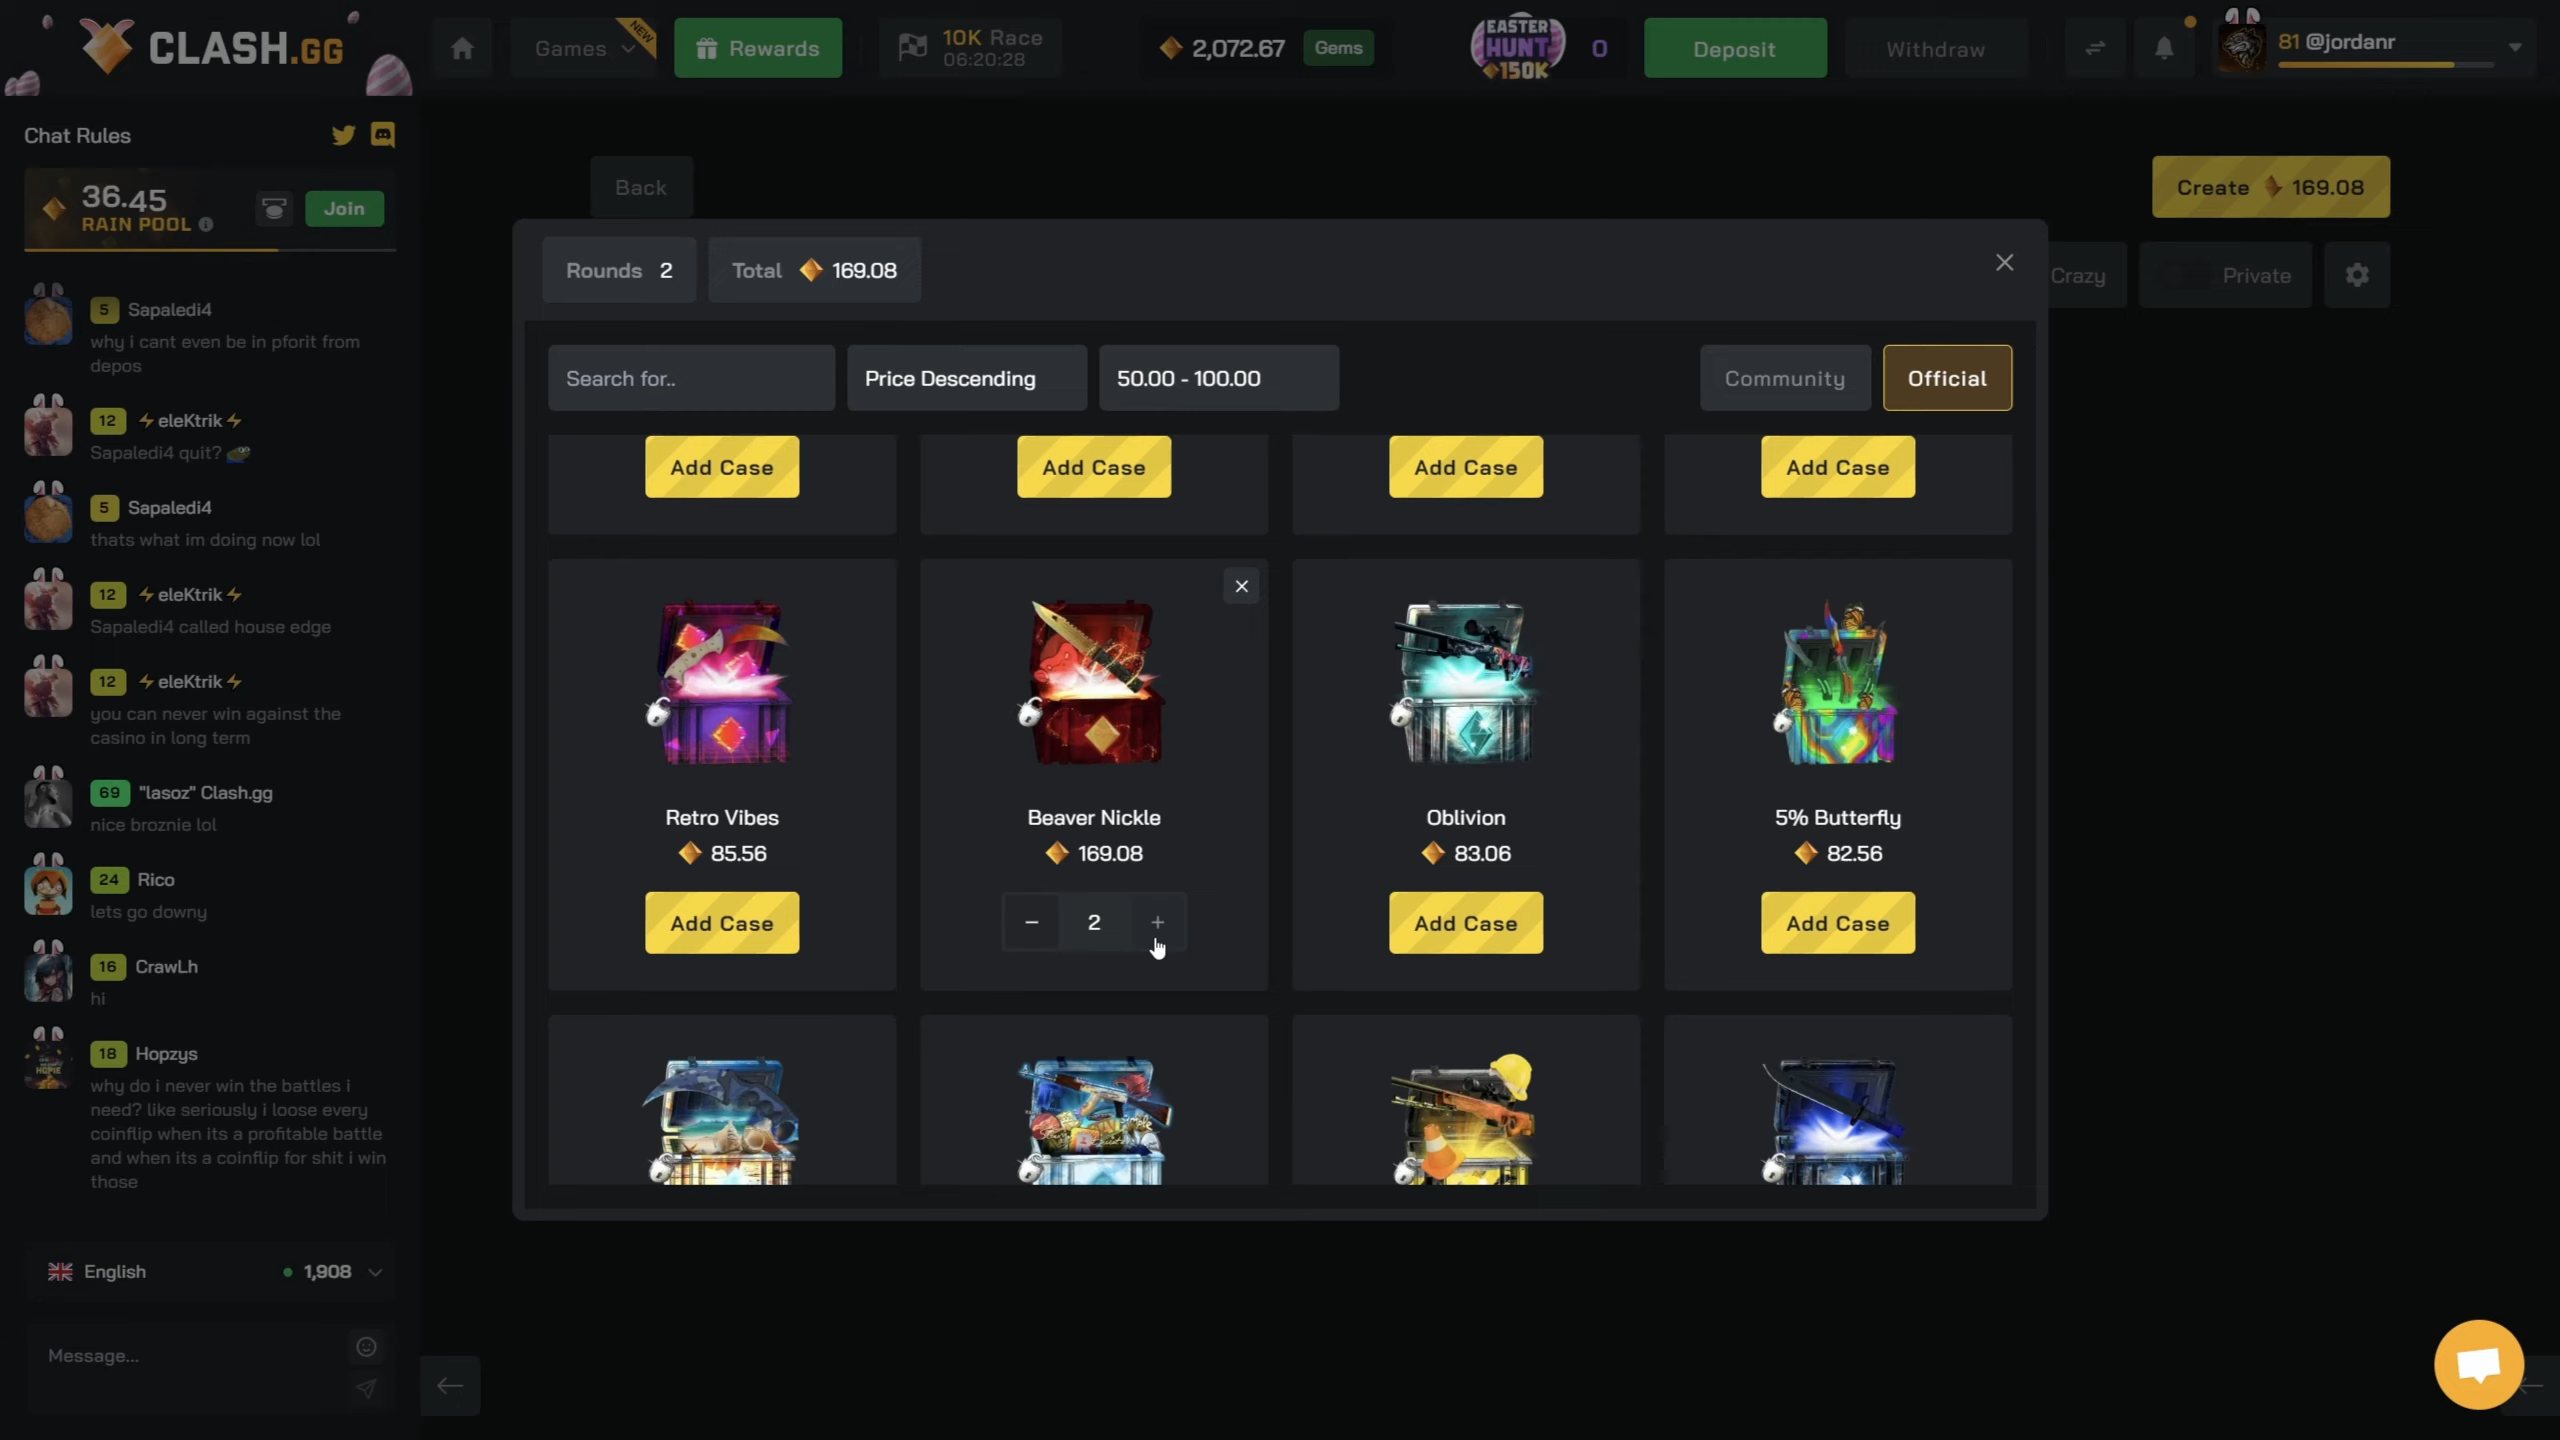 CLASH.GG
Games
NEW
Rewards
10K Race
06:20:28
2,072.67
Gems
EASTER
HUNT
150K
0
Deposit
Withdraw
81 @jordanr
Chat Rules
36.45
RAIN POOL
Join
5 Sapaledi4
why i cant even be in pforit from
depos
12 ⚡eleKtrik⚡
Sapaledi4 quit?
5 Sapaledi4
thats what im doing now lol
12 ⚡eleKtrik⚡
Sapaledi4 called house edge
12 ⚡eleKtrik⚡
you can never win against the
casino in long term
69 "lasoz" Clash.gg
nice broznie lol
24 Rico
lets go downy
16 CrawLh
hi
18 Hopzys
why do i never win the battles i
need? like seriously i loose every
coinflip when its a profitable battle
and when its a coinflip for shit i win
those
English
1,908
Message...
Back
Create 169.08
Crazy
Private
Rounds 2
Total 169.08
Search for..
Price Descending
50.00 - 100.00
Community
Official
Add Case
Add Case
Add Case
Add Case
Retro Vibes
85.56
Add Case
Beaver Nickle
169.08
- 2 +
Oblivion
83.06
Add Case
5% Butterfly
82.56
Add Case